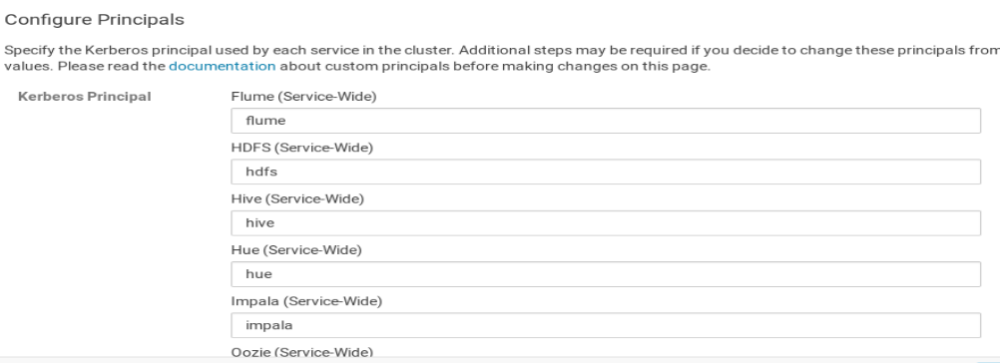 Configure Principals
Specify the Kerberos principal used by each service in the cluster. Additional steps may be required if you decide to change these principals from
values. Please read the documentation about custom principals before making changes on this page.
Kerberos Principal
Flume (Service-Wide)
flume
HDFS (Service-Wide)
hdfs
Hive (Service-Wide)
hive
Hue (Service-Wide)
hue
Impala (Service-Wide)
impala
Oozie (Service-Wide)